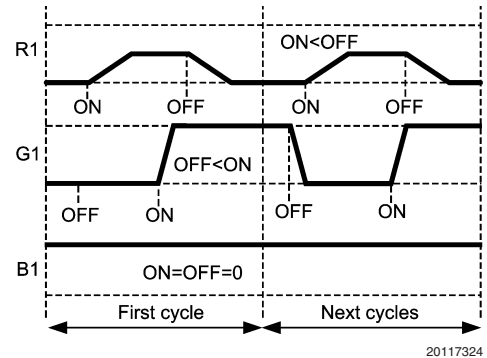 R1
ON<OFF
ON OFF ON OFF
G1
OFF<ON
OFF ON OFF ON
B1
ON=OFF=0
First cycle Next cycles
20117324